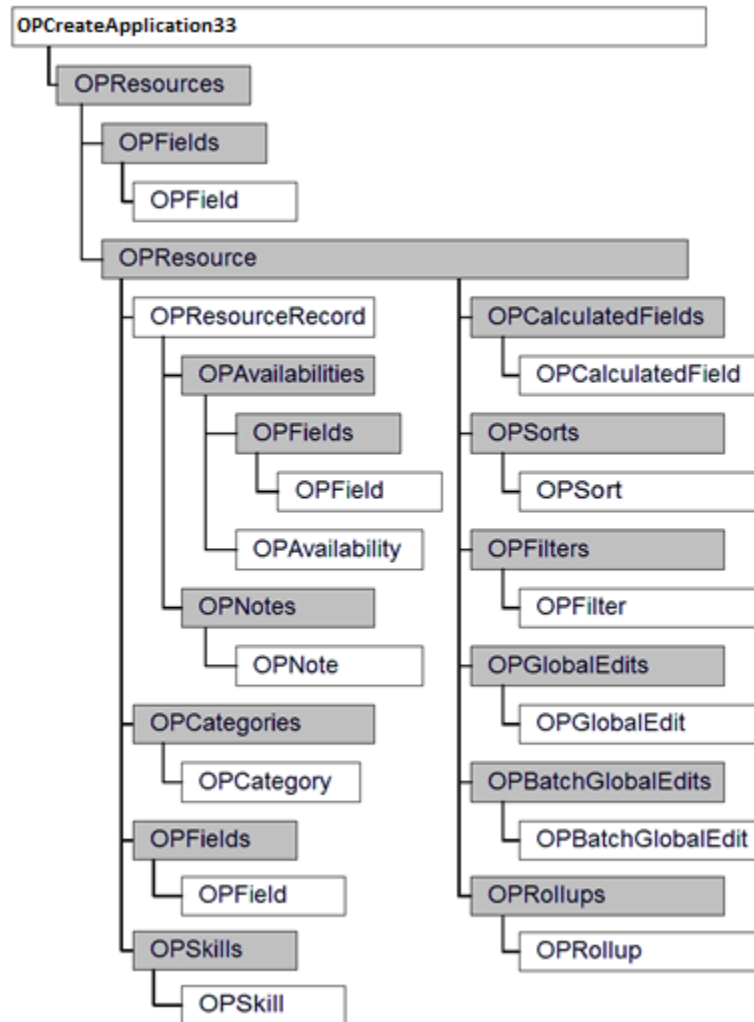 OPCreateApplication33
OPResources
OPFields
OPField
OPResource
OPResourceRecord
OPAvailabilities
OPFields
OPField
OPAvailability
OPNotes
OPNote
OPCategories
OPCategory
OPFields
OPField
OPSkills
OPSkill
OPCalculatedFields
OPCalculatedField
OPSorts
OPSort
OPFilters
OPFilter
OPGlobalEdits
OPGlobalEdit
OPBatchGlobalEdits
OPBatchGlobalEdit
OPRollups
OPRollup